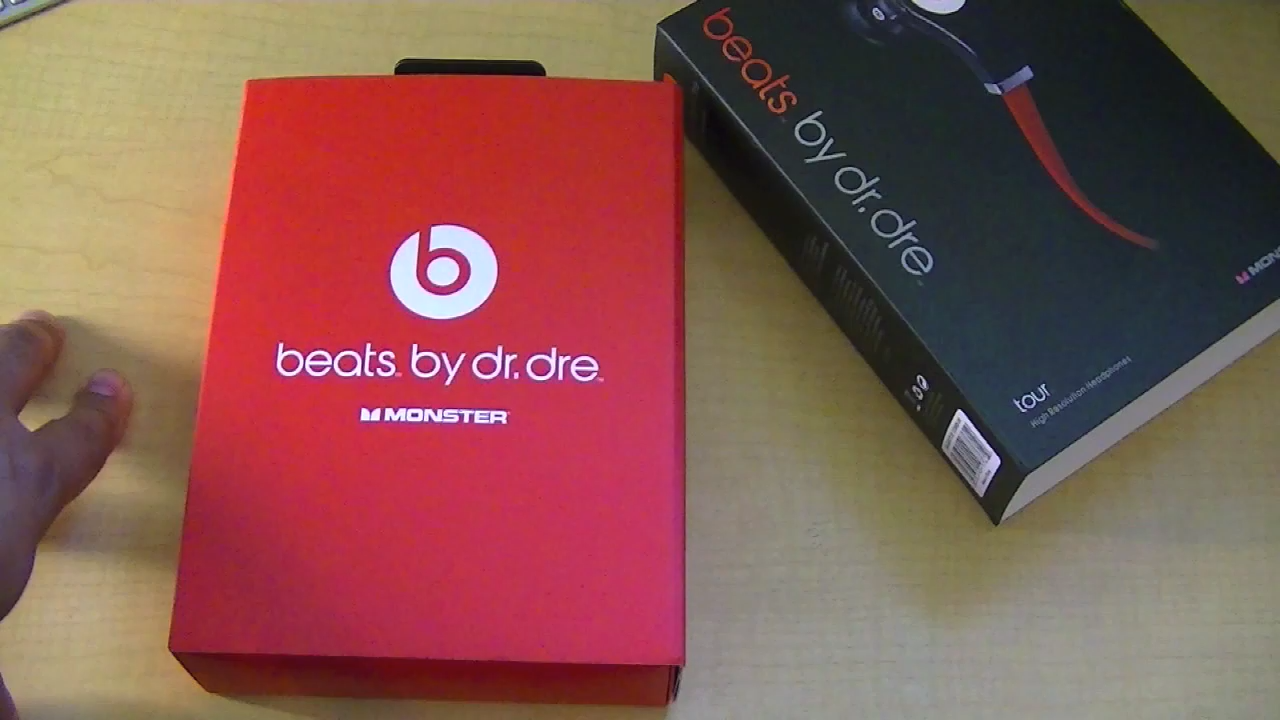 beats by dr. dre
MONSTER
beats by dr. dre
tour
High Resolution Headphones